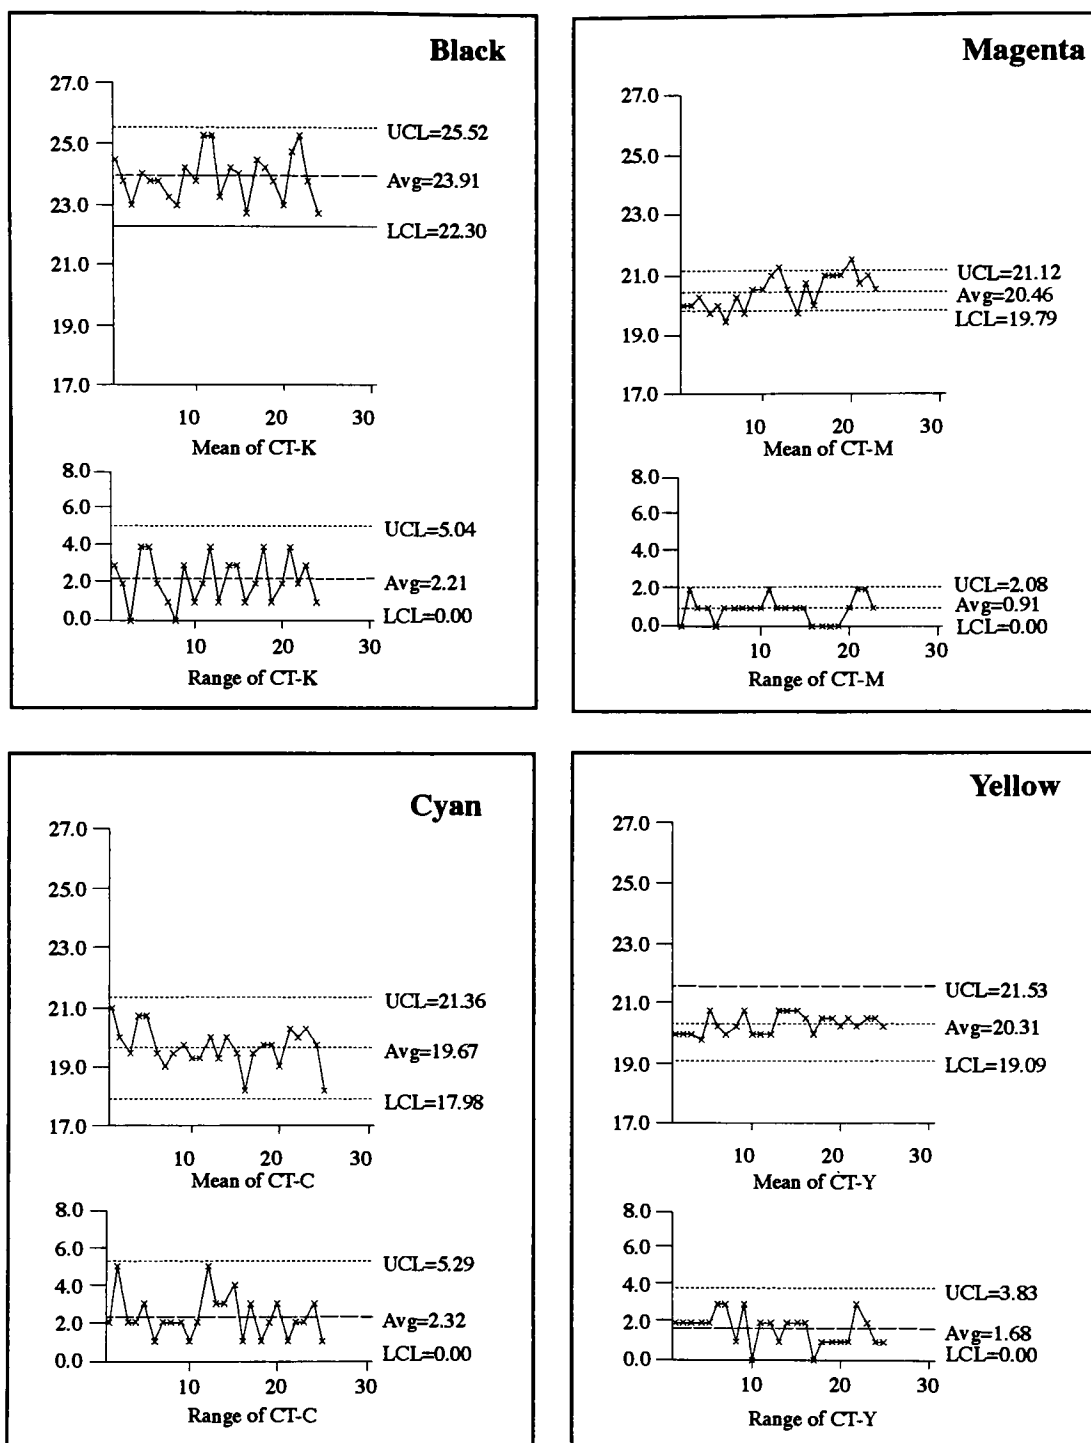 Black
27.0
25.0
23.0
21.0
19.0
17.0
UCL=25.52
Avg=23.91
LCL=22.30
10 20 30
Mean of CT-K
8.0
6.0
4.0
2.0
0.0
UCL=5.04
Avg=2.21
LCL=0.00
10 20 30
Range of CT-K
Magenta
27.0
25.0
23.0
21.0
19.0
17.0
UCL=21.12
Avg=20.46
LCL=19.79
10 20 30
Mean of CT-M
8.0
6.0
4.0
2.0
0.0
UCL=2.08
Avg=0.91
LCL=0.00
10 20 30
Range of CT-M
Cyan
27.0
25.0
23.0
21.0
19.0
17.0
UCL=21.36
Avg=19.67
LCL=17.98
10 20 30
Mean of CT-C
8.0
6.0
4.0
2.0
0.0
UCL=5.29
Avg=2.32
LCL=0.00
10 20 30
Range of CT-C
Yellow
27.0
25.0
23.0
21.0
19.0
17.0
UCL=21.53
Avg=20.31
LCL=19.09
10 20 30
Mean of CT-Y
8.0
6.0
4.0
2.0
0.0
UCL=3.83
Avg=1.68
LCL=0.00
10 20 30
Range of CT-Y